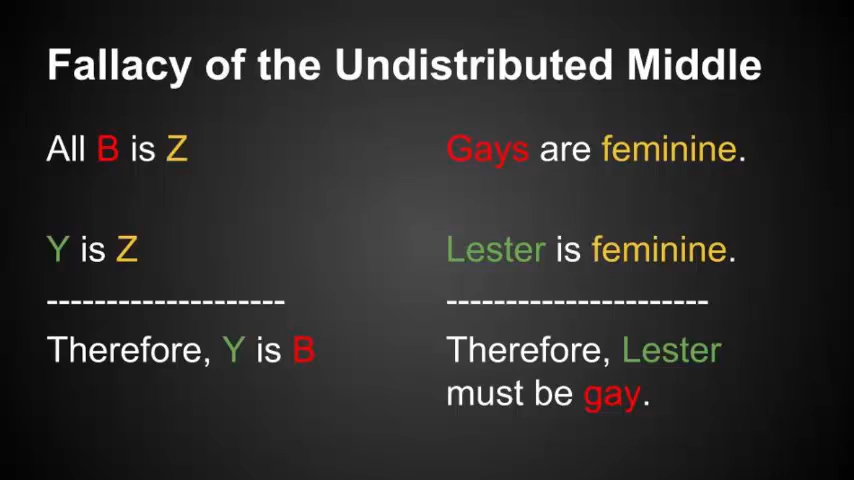 Fallacy of the Undistributed Middle
All B is Z
Y is Z
--------------------
Therefore, Y is B
Gays are feminine.
Lester is feminine.
----------------------
Therefore, Lester
must be gay.